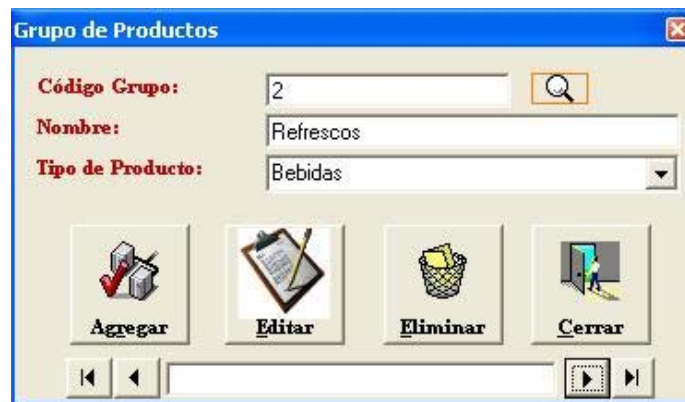 Grupo de Productos
Código Grupo: 2
Nombre: Refrescos
Tipo de Producto: Bebidas
Agregar Editar Eliminar Cerrar